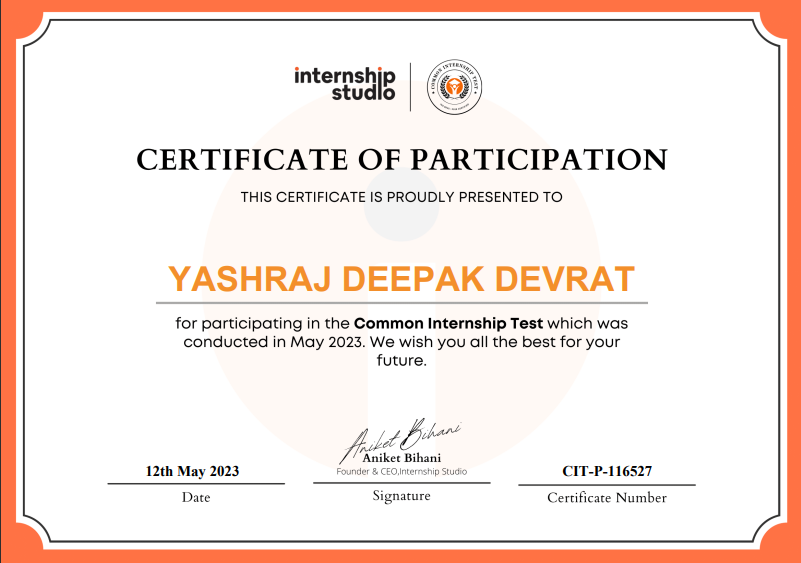 internship
studio
COMMON INTERNSHIP TEST
CERTIFICATE OF PARTICIPATION
THIS CERTIFICATE IS PROUDLY PRESENTED TO
YASHRAJ DEEPAK DEVRAT
for participating in the Common Internship Test which was
conducted in May 2023. We wish you all the best for your
future.
Aniket Bihani
Aniket Bihani
Founder & CEO,Internship Studio
12th May 2023
Date
Signature
CIT-P-116527
Certificate Number